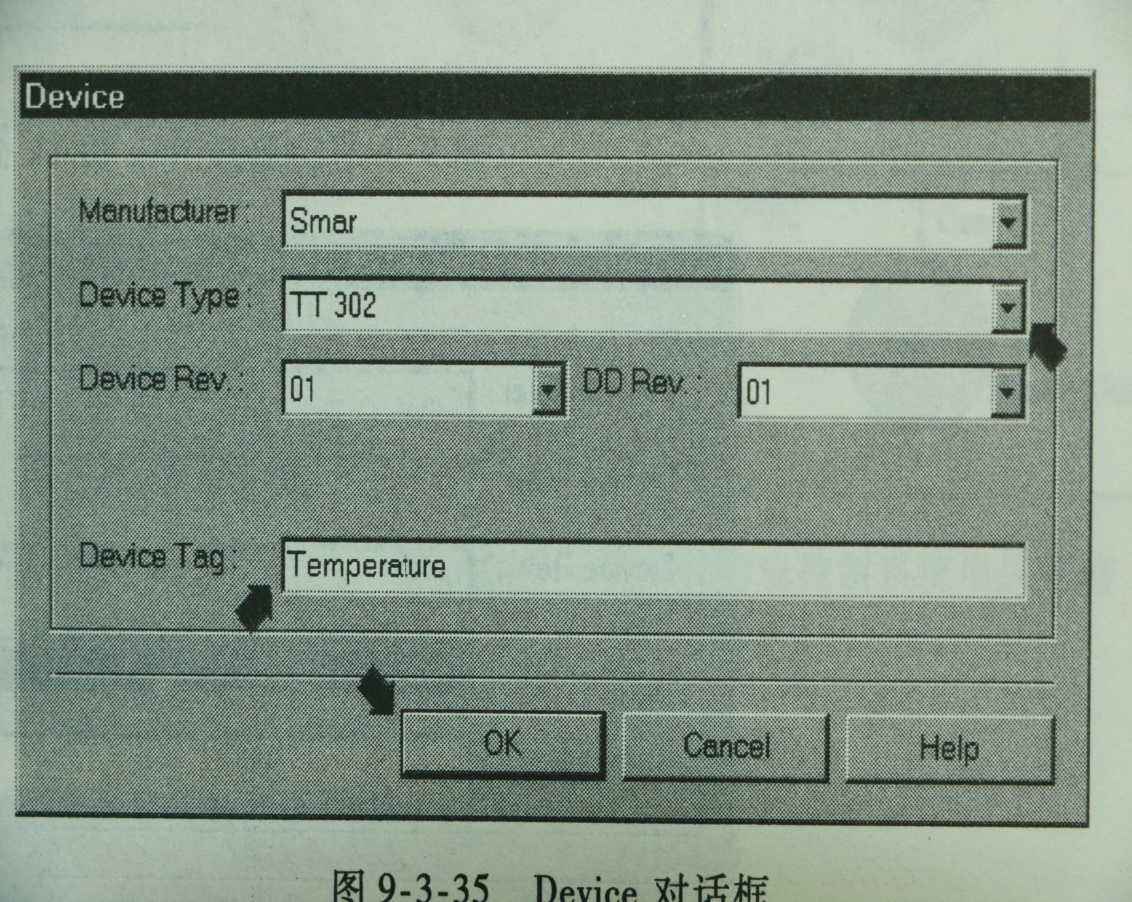 Device
Manufacturer: Smar
Device Type: TT 302
Device Rev.: 01 DD Rev.: 01
Device Tag: Temperature
OK Cancel Help
图 9-3-35 Device 对话框